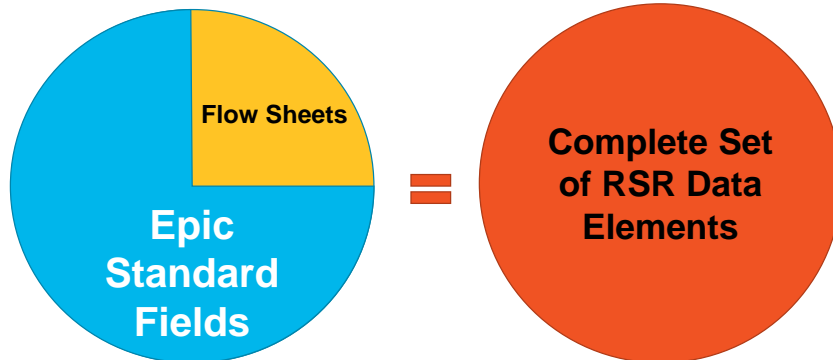 Flow Sheets
Epic
Standard
Fields
=
Complete Set
of RSR Data
Elements